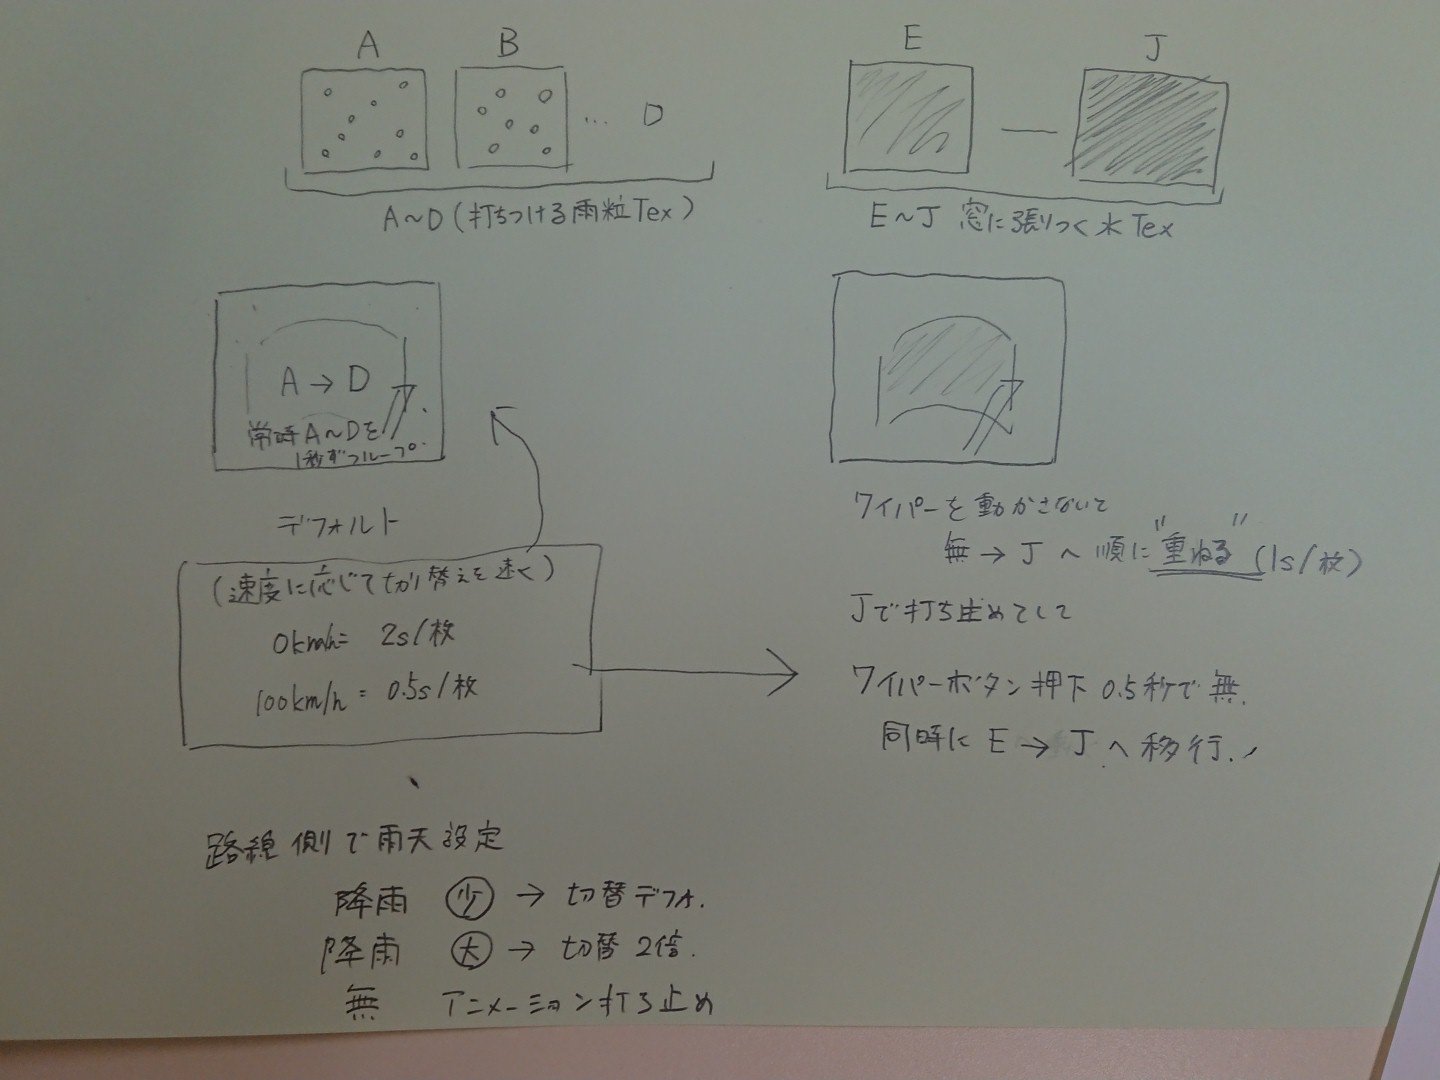 A
B
… D
E
J
A~D(打ちつける雨粒Tex)
E~J 窓に張りつく水Tex
A→D
常時A~Dを
1秒ずつループ.
デフォルト
(速度に応じて切り替えを速く)
0km/h= 2s/枚
100km/h = 0.5s/枚
ワイパーを動かさないで
無→Jへ順に"重ねる"(1s/枚)
Jで打ち止めてして
ワイパーボタン押下0.5秒で無.
同時にE→Jへ移行.
路線側で雨天設定
降雨 少 → 切替デフォ.
降雨 大 → 切替2倍.
無 アニメーション打ち止め